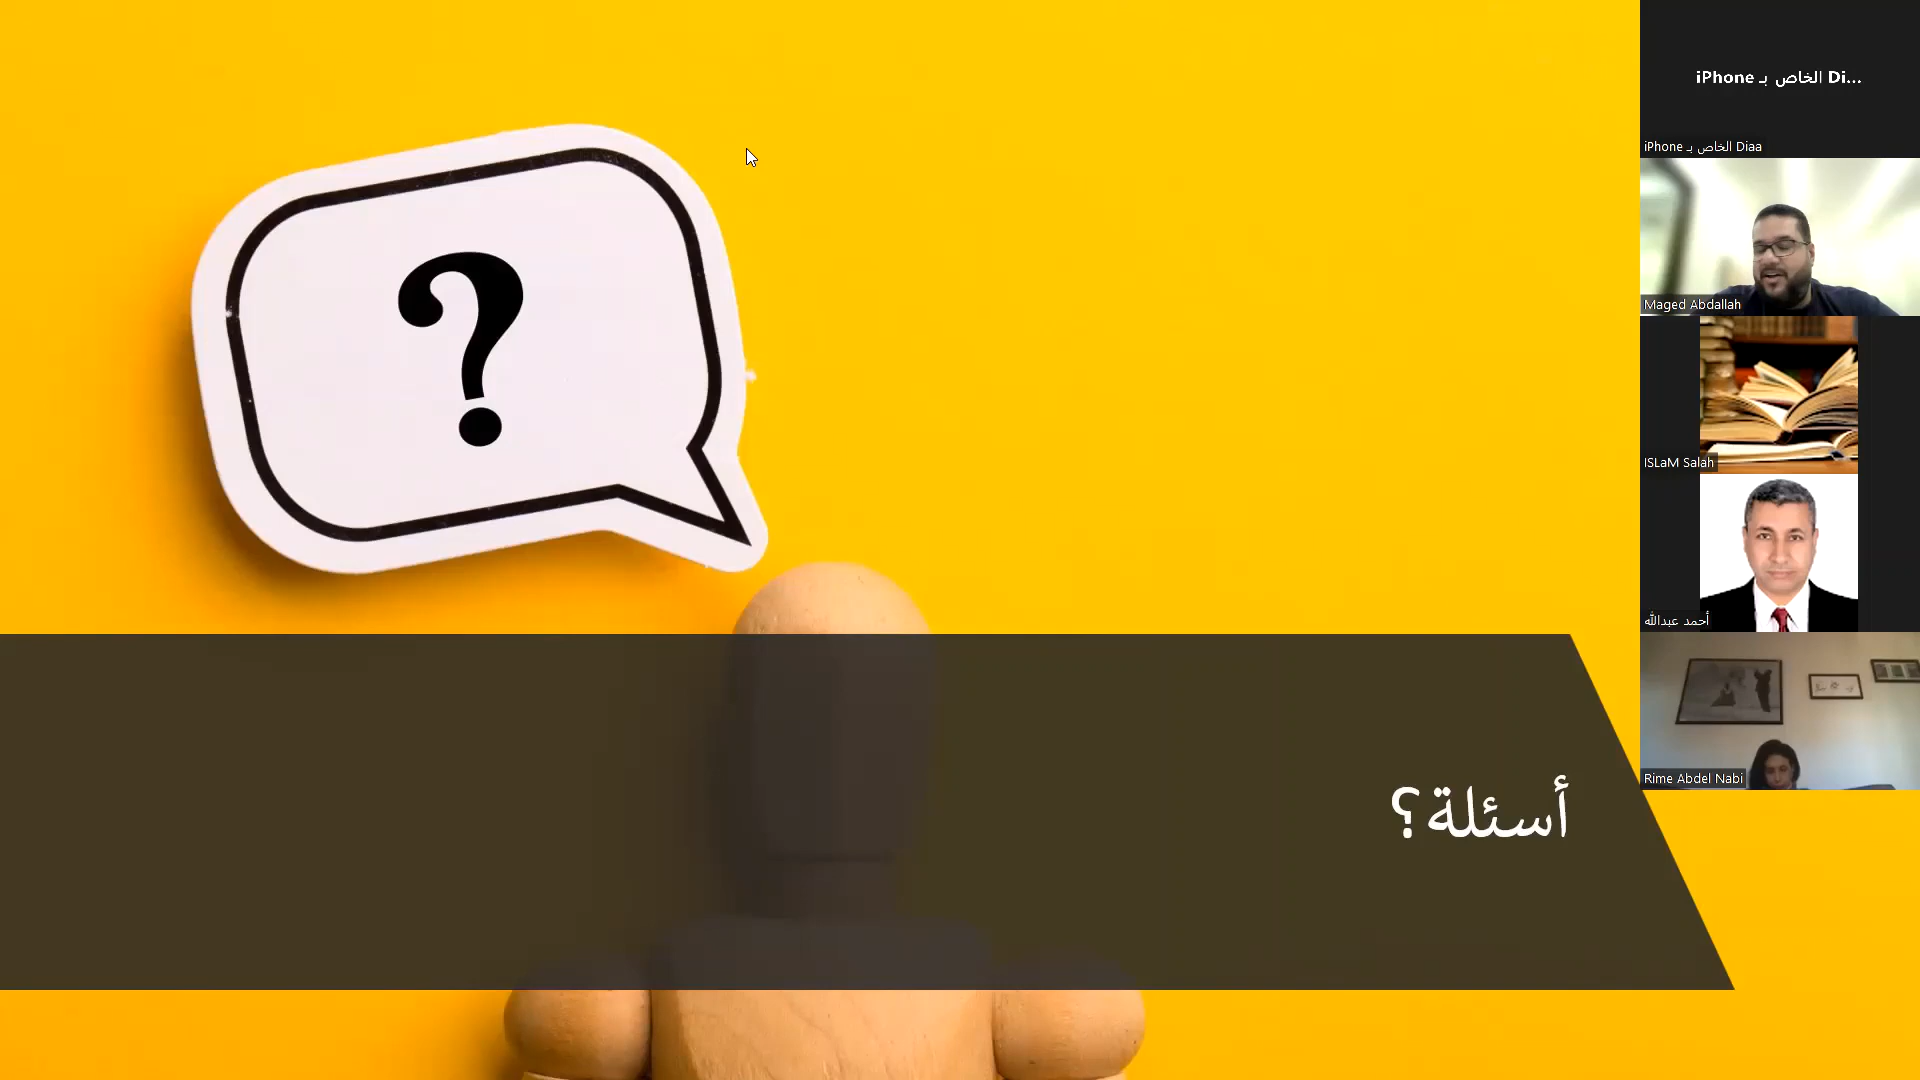 ?
أسئلة؟
iPhone الخاص بـ Di...
iPhone الخاص بـ Diaa
Maged Abdallah
ISLaM Salah
أحمد عبدالله
Rime Abdel Nabi